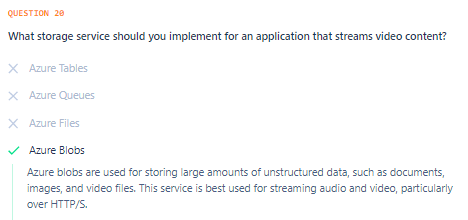 QUESTION 20
What storage service should you implement for an application that streams video content?
Azure Tables
Azure Queues
Azure Files
Azure Blobs
Azure blobs are used for storing large amounts of unstructured data, such as documents,
images, and video files. This service is best used for streaming audio and video, particularly
over HTTP/S.